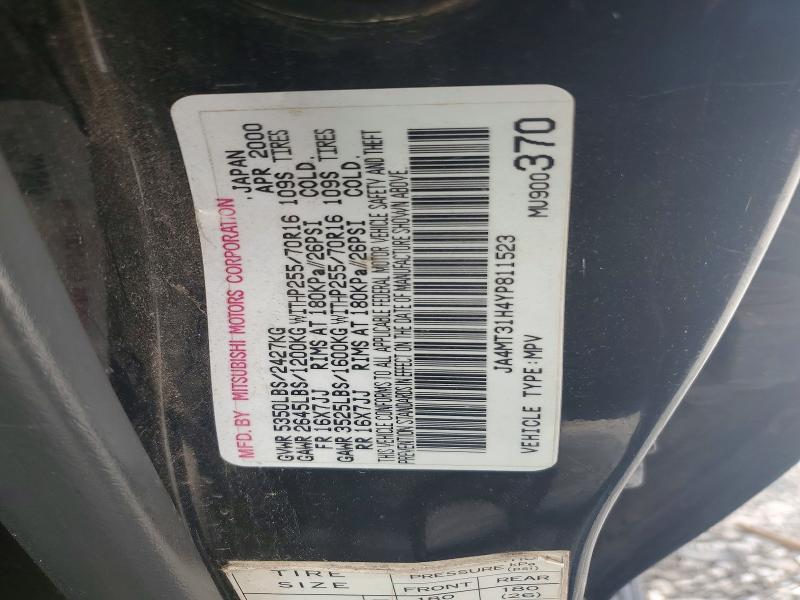 MFD. BY MITSUBISHI MOTORS CORPORATION, JAPAN
GVWR 5350LBS/2427KG APR 2000
GAWR 2645LBS/1200KG WITH P255/70R16 109S TIRES
FR 16X7JJ RIMS AT 180KPa//26PSI COLD.
GAWR 3525LBS/1600KG WITH P255/70R16 109S TIRES
RR 16X7JJ RIMS AT 180KPa//26PSI COLD.
THIS VEHICLE CONFORMS TO ALL APPLICABLE FEDERAL MOTOR VEHICLE SAFETY AND THEFT
PREVENTION STANDARDS IN EFFECT ON THE DATE OF MANUFACTURE SHOWN ABOVE.
JA4MT31H4YP811523
VEHICLE TYPE:MPV MU900370
TIRE SIZE
PRESSURE kPa (PSI)
FRONT REAR
180 180
(26)